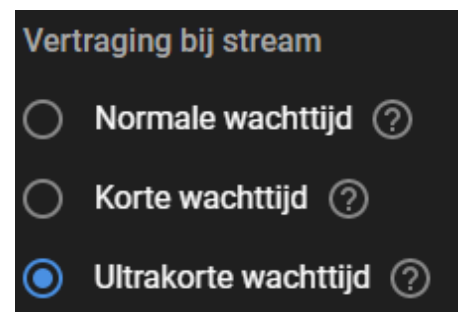 Vertraging bij stream
Normale wachttijd
Korte wachttijd
Ultrakorte wachttijd